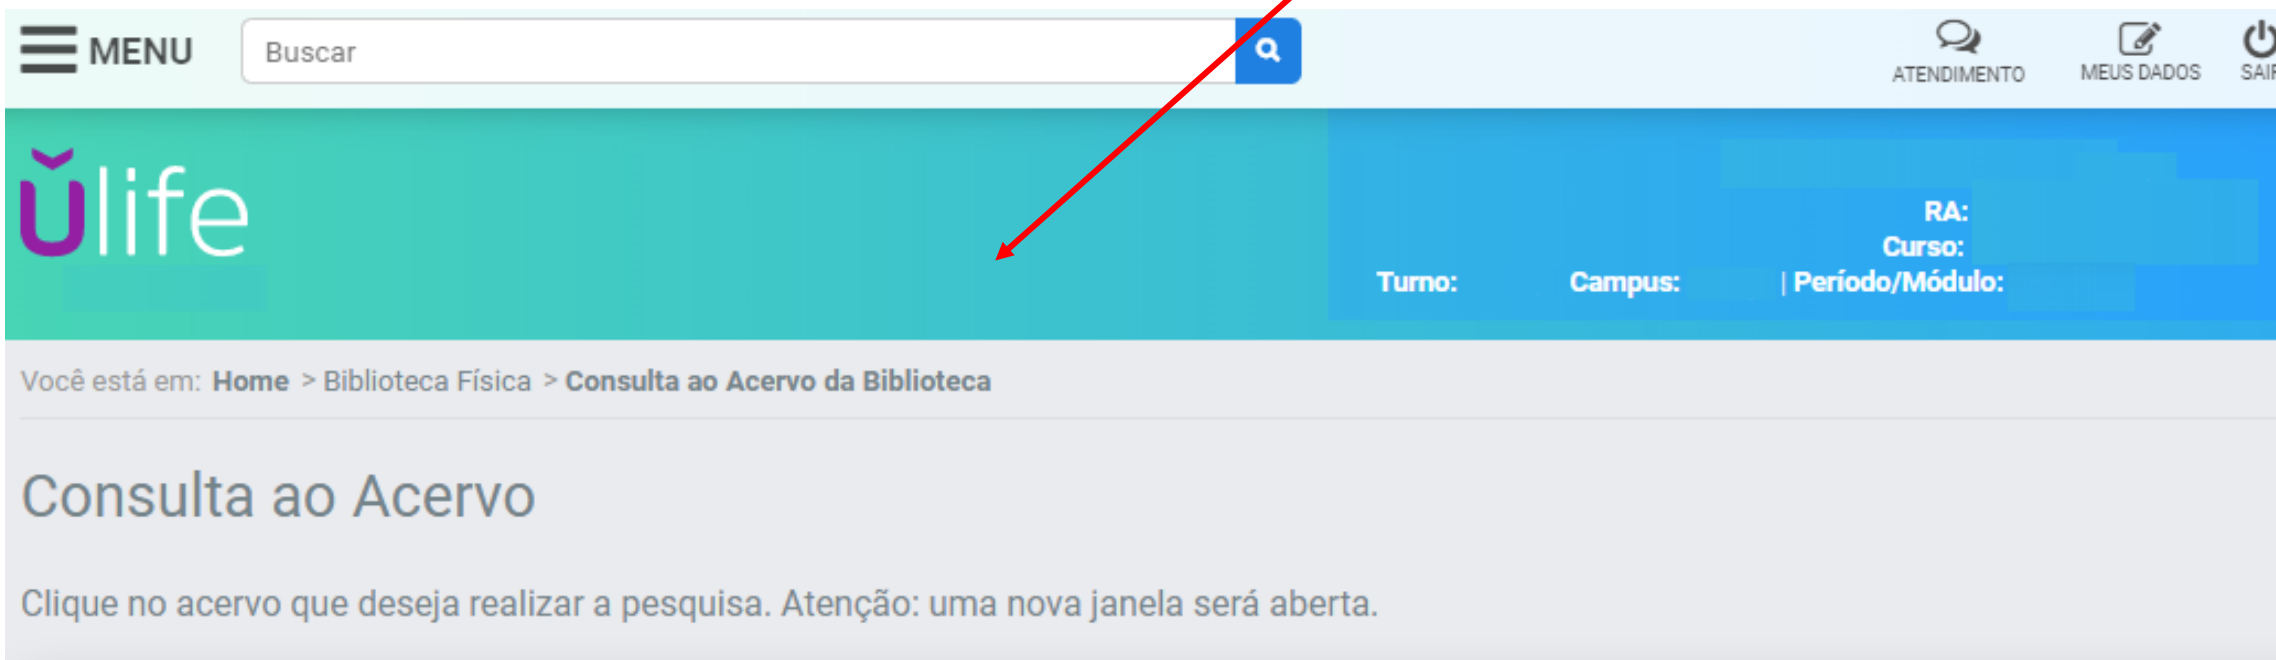 MENU
Buscar
ATENDIMENTO
MEUS DADOS
SAIR
ŭlife
RA:
Curso:
Turno: Campus: | Período/Módulo:
Você está em: Home > Biblioteca Física > Consulta ao Acervo da Biblioteca
Consulta ao Acervo
Clique no acervo que deseja realizar a pesquisa. Atenção: uma nova janela será aberta.